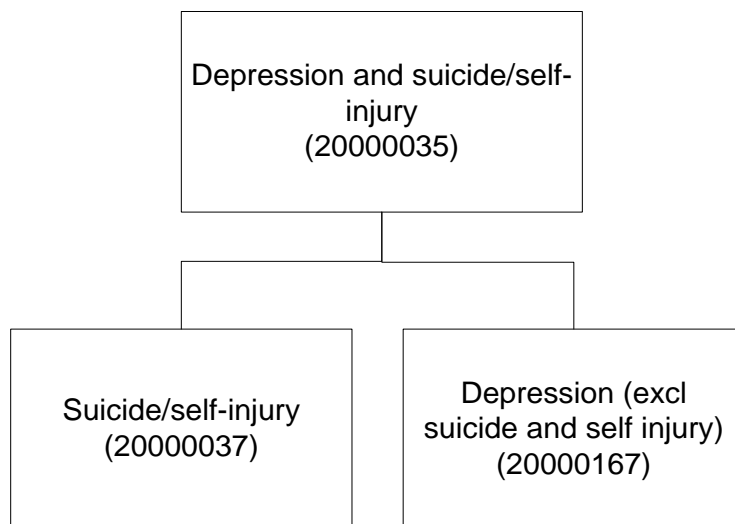 Depression and suicide/self-
injury
(20000035)
Suicide/self-injury
(20000037)
Depression (excl
suicide and self injury)
(20000167)